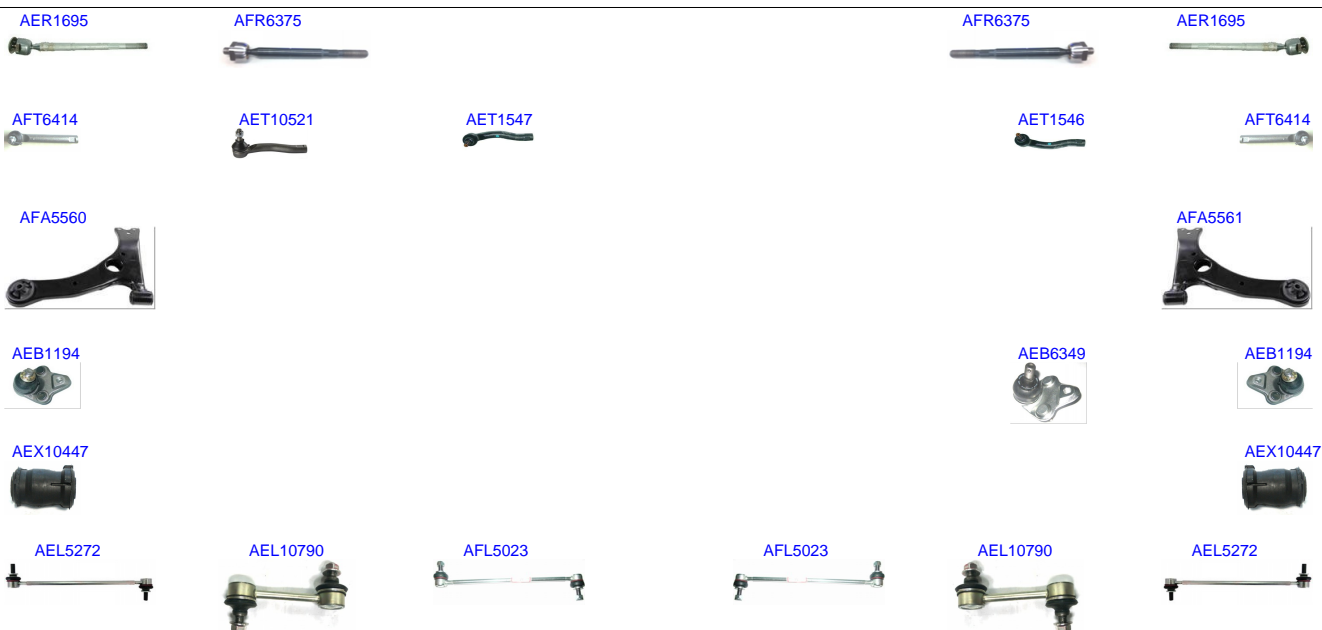 AER1695 AFR6375 AFR6375 AER1695
AFT6414 AET10521 AET1547 AET1546 AFT6414
AFA5560 AFA5561
AEB1194 AEB6349 AEB1194
AEX10447 AEX10447
AEL5272 AEL10790 AFL5023 AFL5023 AEL10790 AEL5272